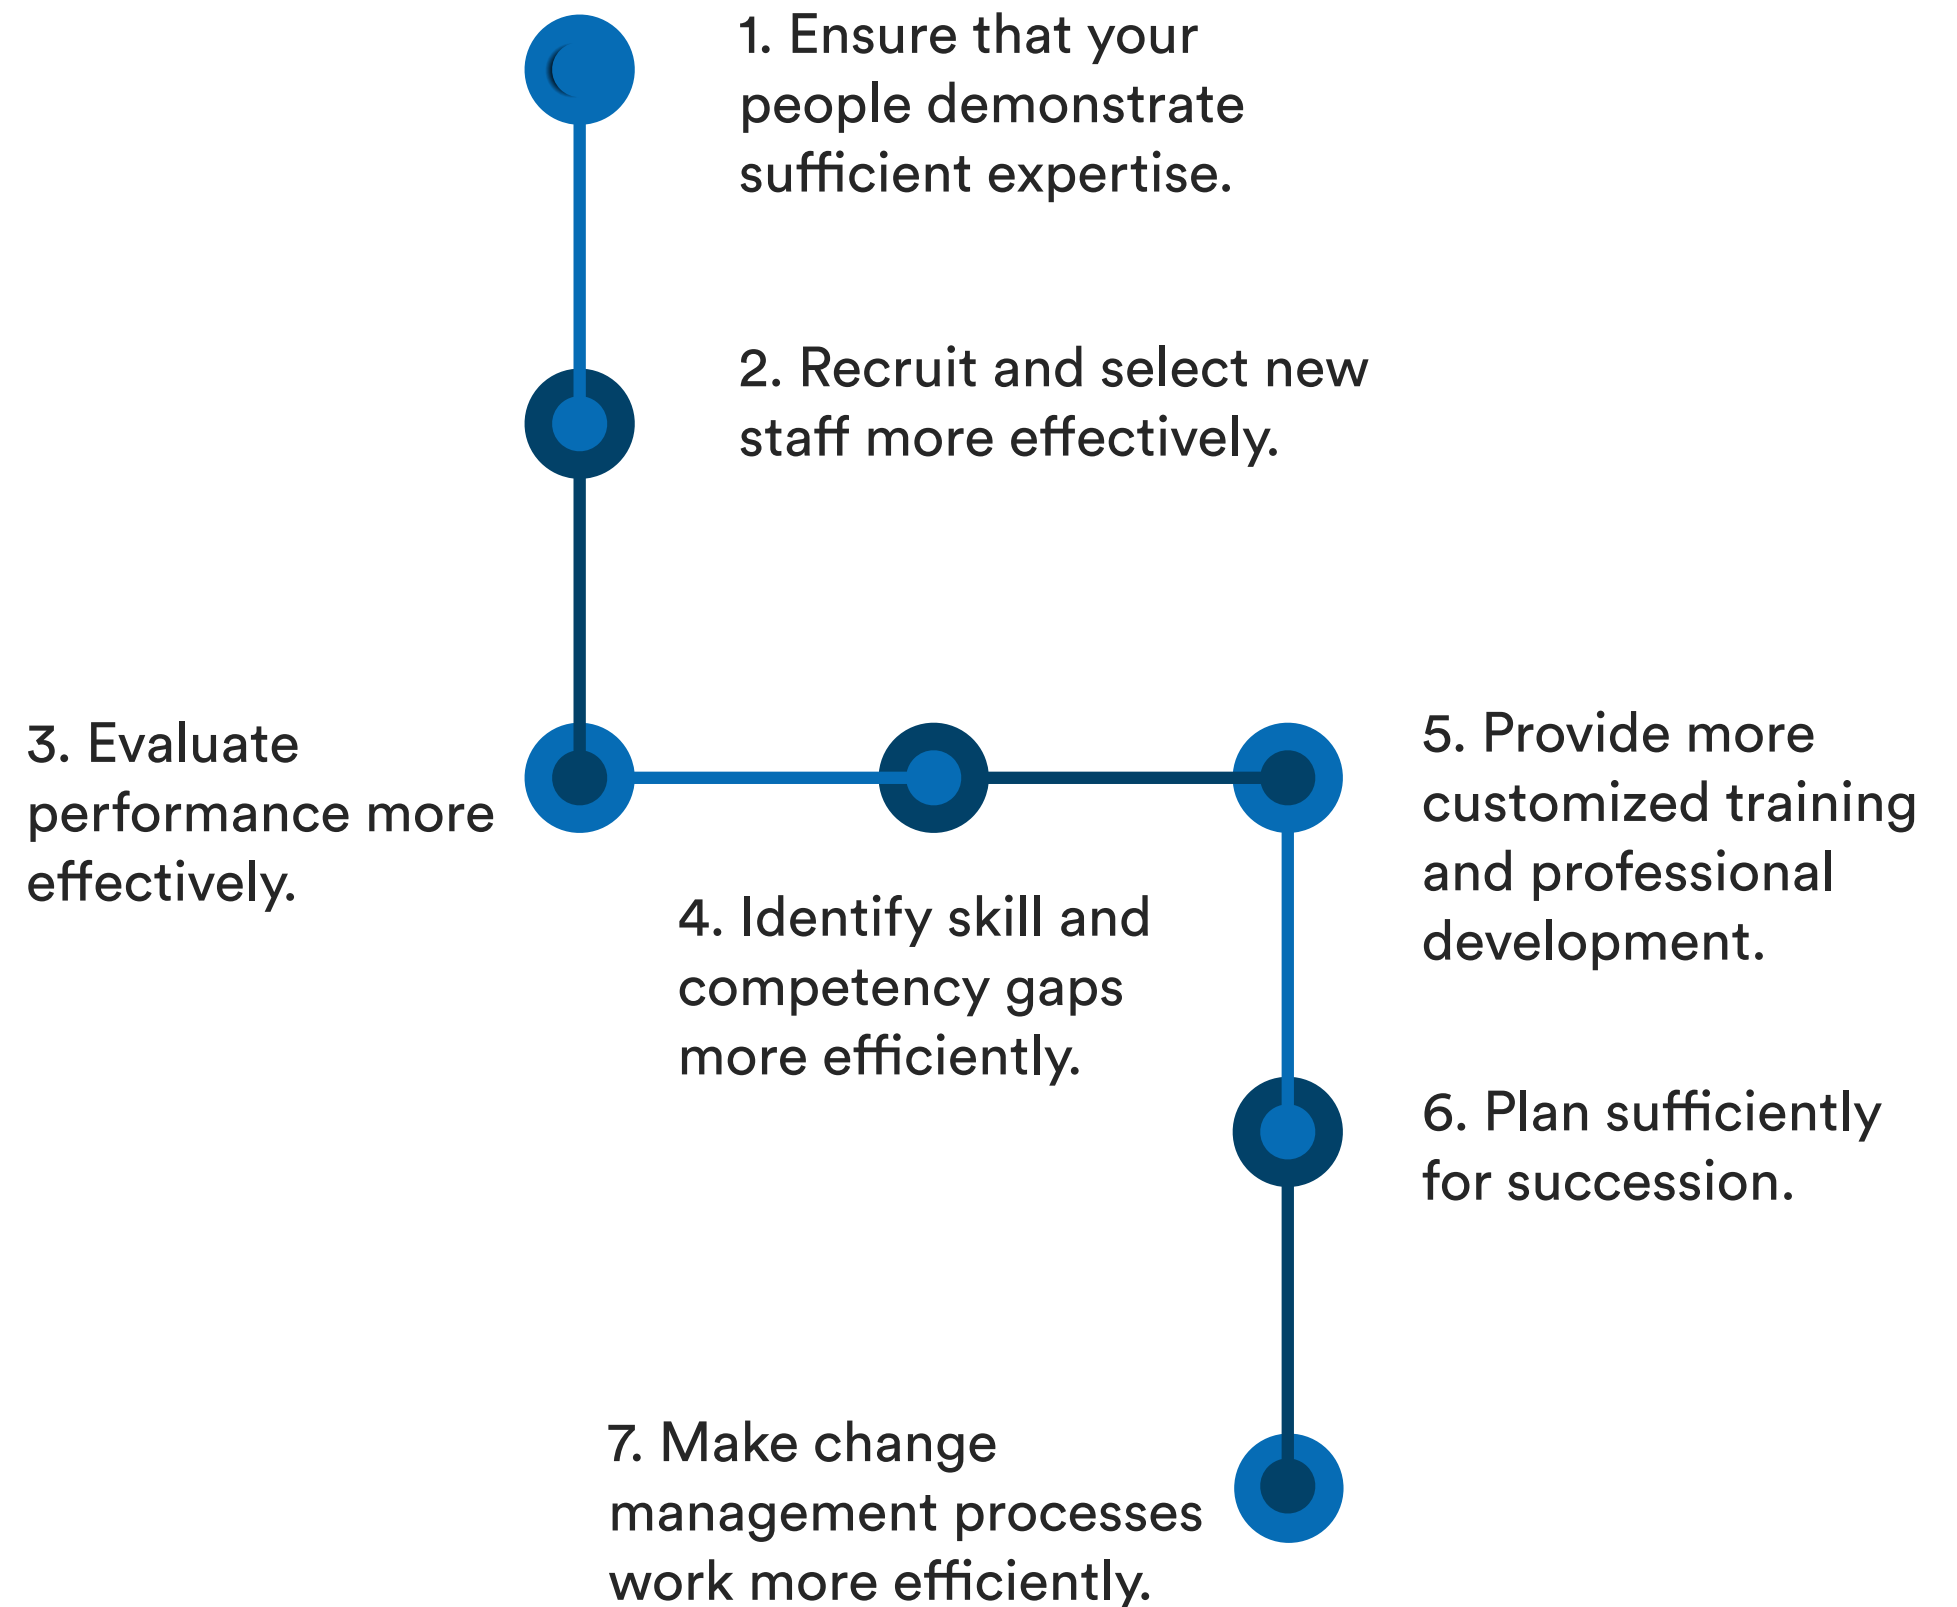 1. Ensure that your
people demonstrate
sufficient expertise.
2. Recruit and select new
staff more effectively.
3. Evaluate
performance more
effectively.
4. Identify skill and
competency gaps
more efficiently.
5. Provide more
customized training
and professional
development.
6. Plan sufficiently
for succession.
7. Make change
management processes
work more efficiently.